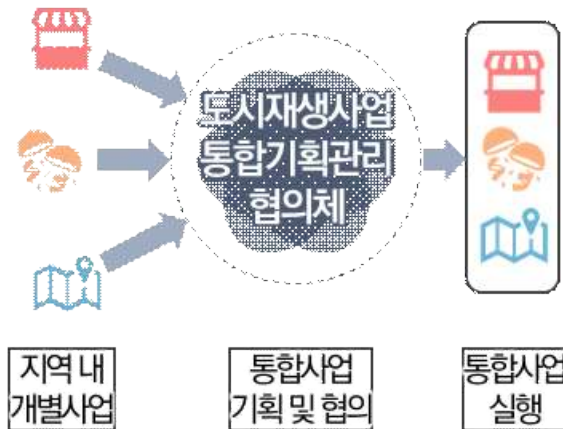 도시재생사업
통합기획관리
협의체
지역 내
개별사업
통합사업
기획 및 협의
통합사업
실행